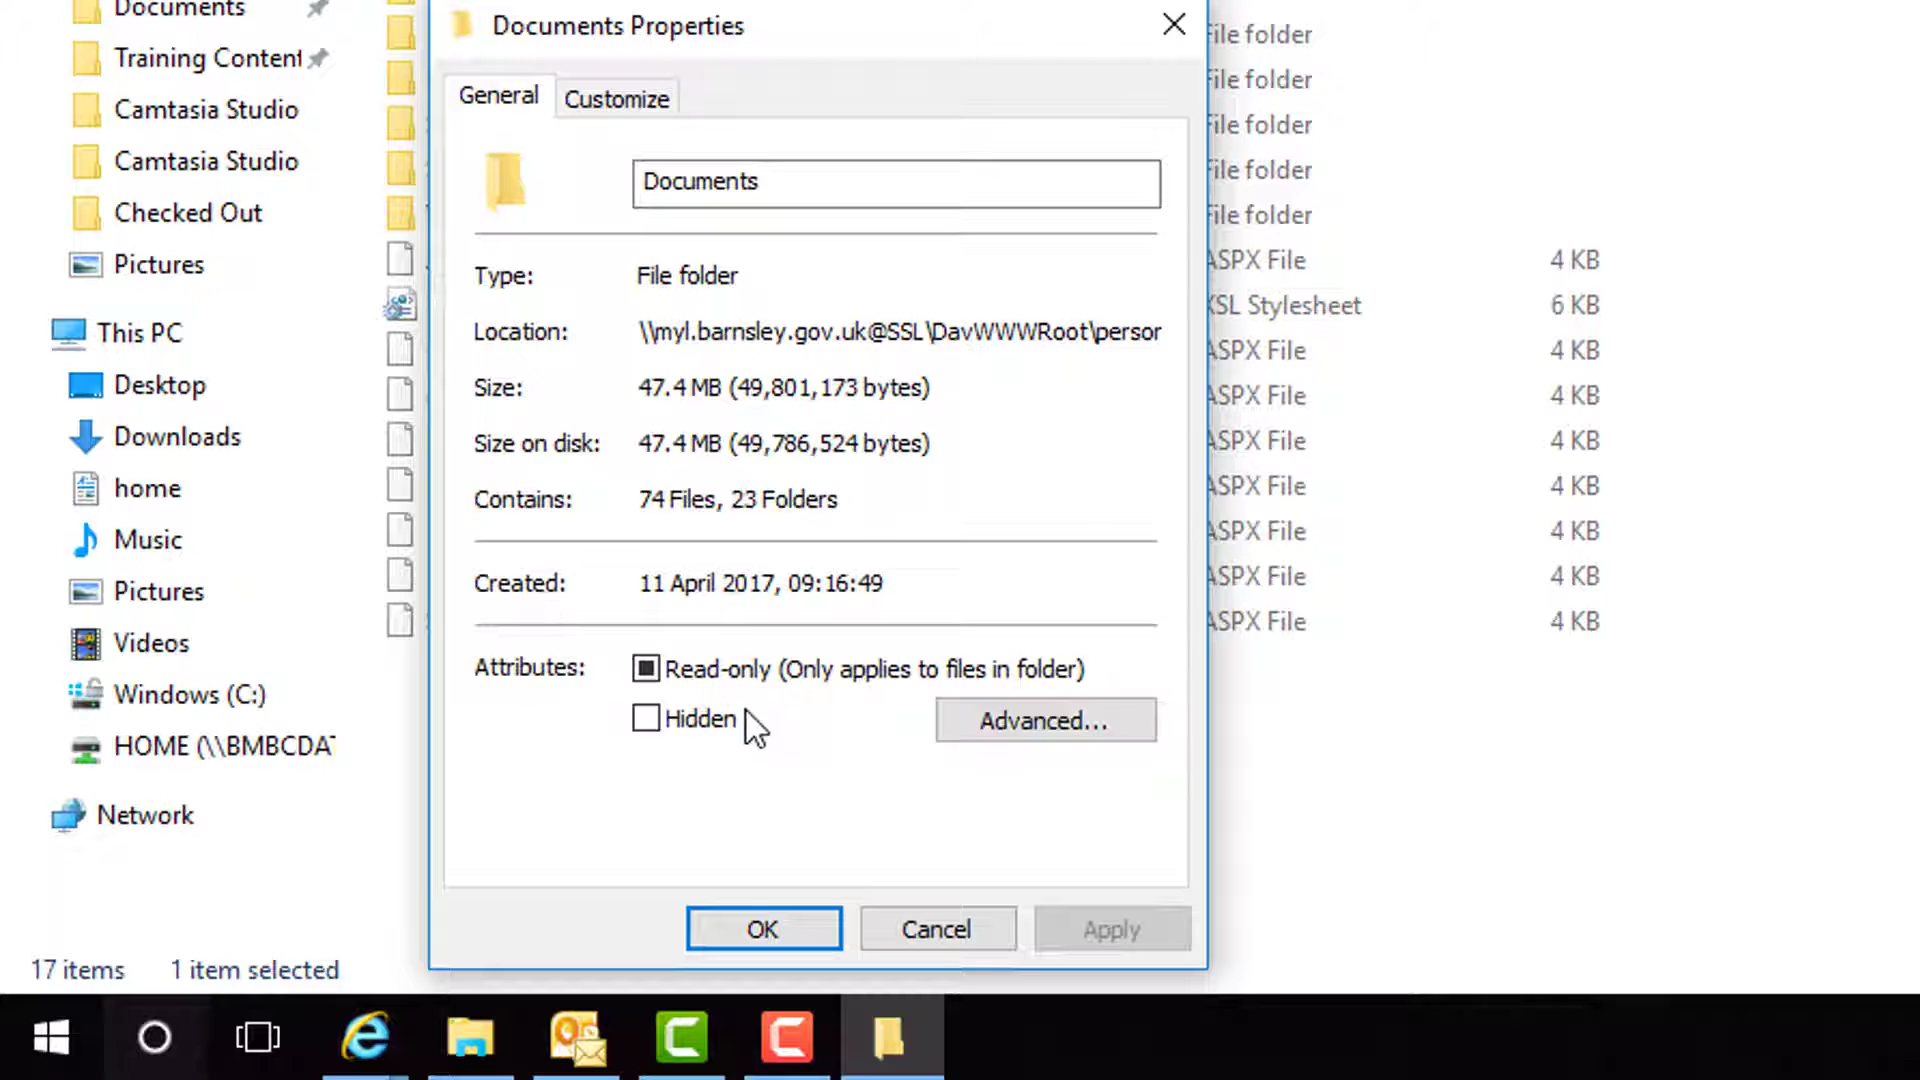 Documents
Training Content
Camtasia Studio
Camtasia Studio
Checked Out
Pictures
This PC
Desktop
Downloads
home
Music
Pictures
Videos
Windows (C:)
HOME (\\BMBCDA
Network
17 items 1 item selected
Documents Properties
General Customize
Documents
Type: File folder
Location: \\myl.barnsley.gov.uk@SSL\DavWWWRoot\person
Size: 47.4 MB (49,801,173 bytes)
Size on disk: 47.4 MB (49,786,524 bytes)
Contains: 74 Files, 23 Folders
Created: 11 April 2017, 09:16:49
Attributes: Read-only (Only applies to files in folder)
Hidden Advanced...
OK Cancel Apply
File folder
File folder
File folder
File folder
File folder
ASPX File 4 KB
XSL Stylesheet 6 KB
ASPX File 4 KB
ASPX File 4 KB
ASPX File 4 KB
ASPX File 4 KB
ASPX File 4 KB
ASPX File 4 KB
ASPX File 4 KB